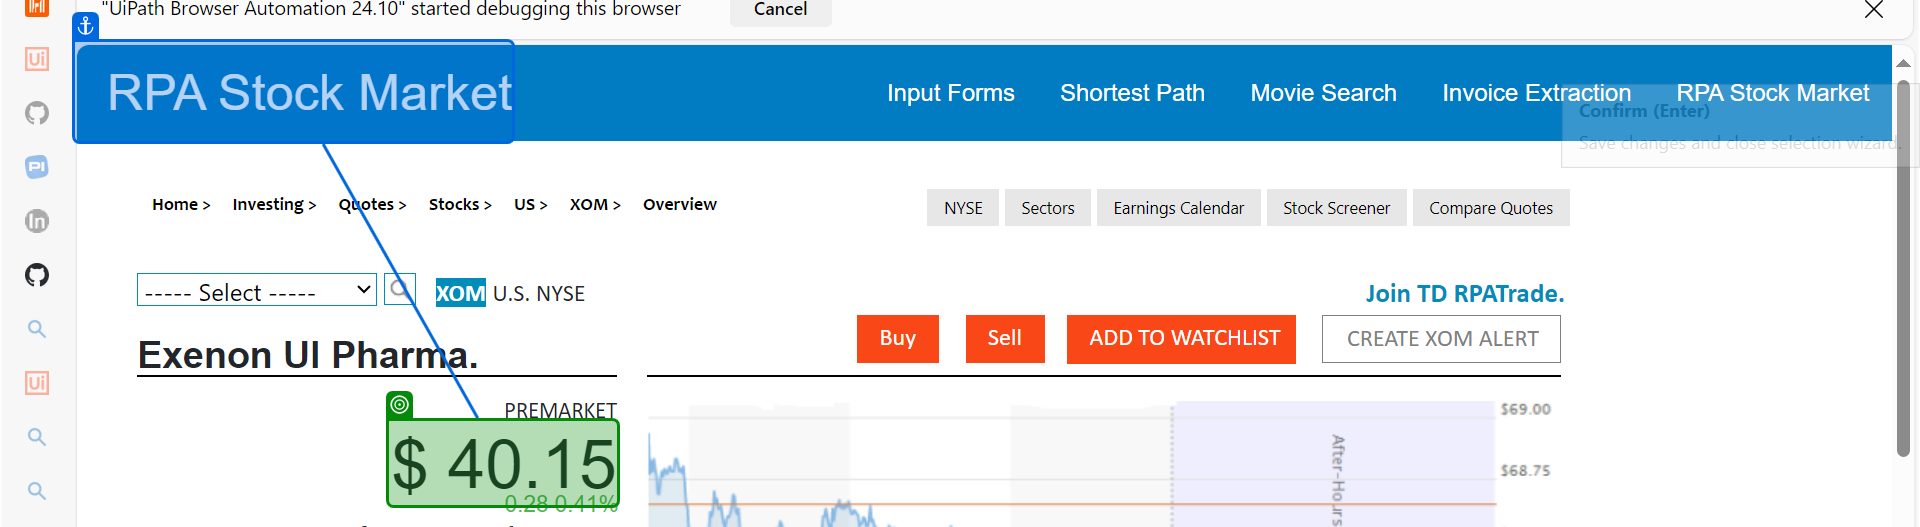 "UiPath Browser Automation 24.10" started debugging this browser Cancel
RPA Stock Market
Input Forms Shortest Path Movie Search Invoice Extraction RPA Stock Market
Confirm (Enter)
Save changes and close selection wizard.
Home > Investing > Quotes > Stocks > US > XOM > Overview
NYSE Sectors Earnings Calendar Stock Screener Compare Quotes
----- Select ----- XOM U.S. NYSE
Join TD RPATrade.
Buy Sell ADD TO WATCHLIST CREATE XOM ALERT
Exenon UI Pharma.
PREMARKET
$ 40.15
0.28 0.41%
$69.00
$68.75
After-Hours
Ui
PI
in
Ui